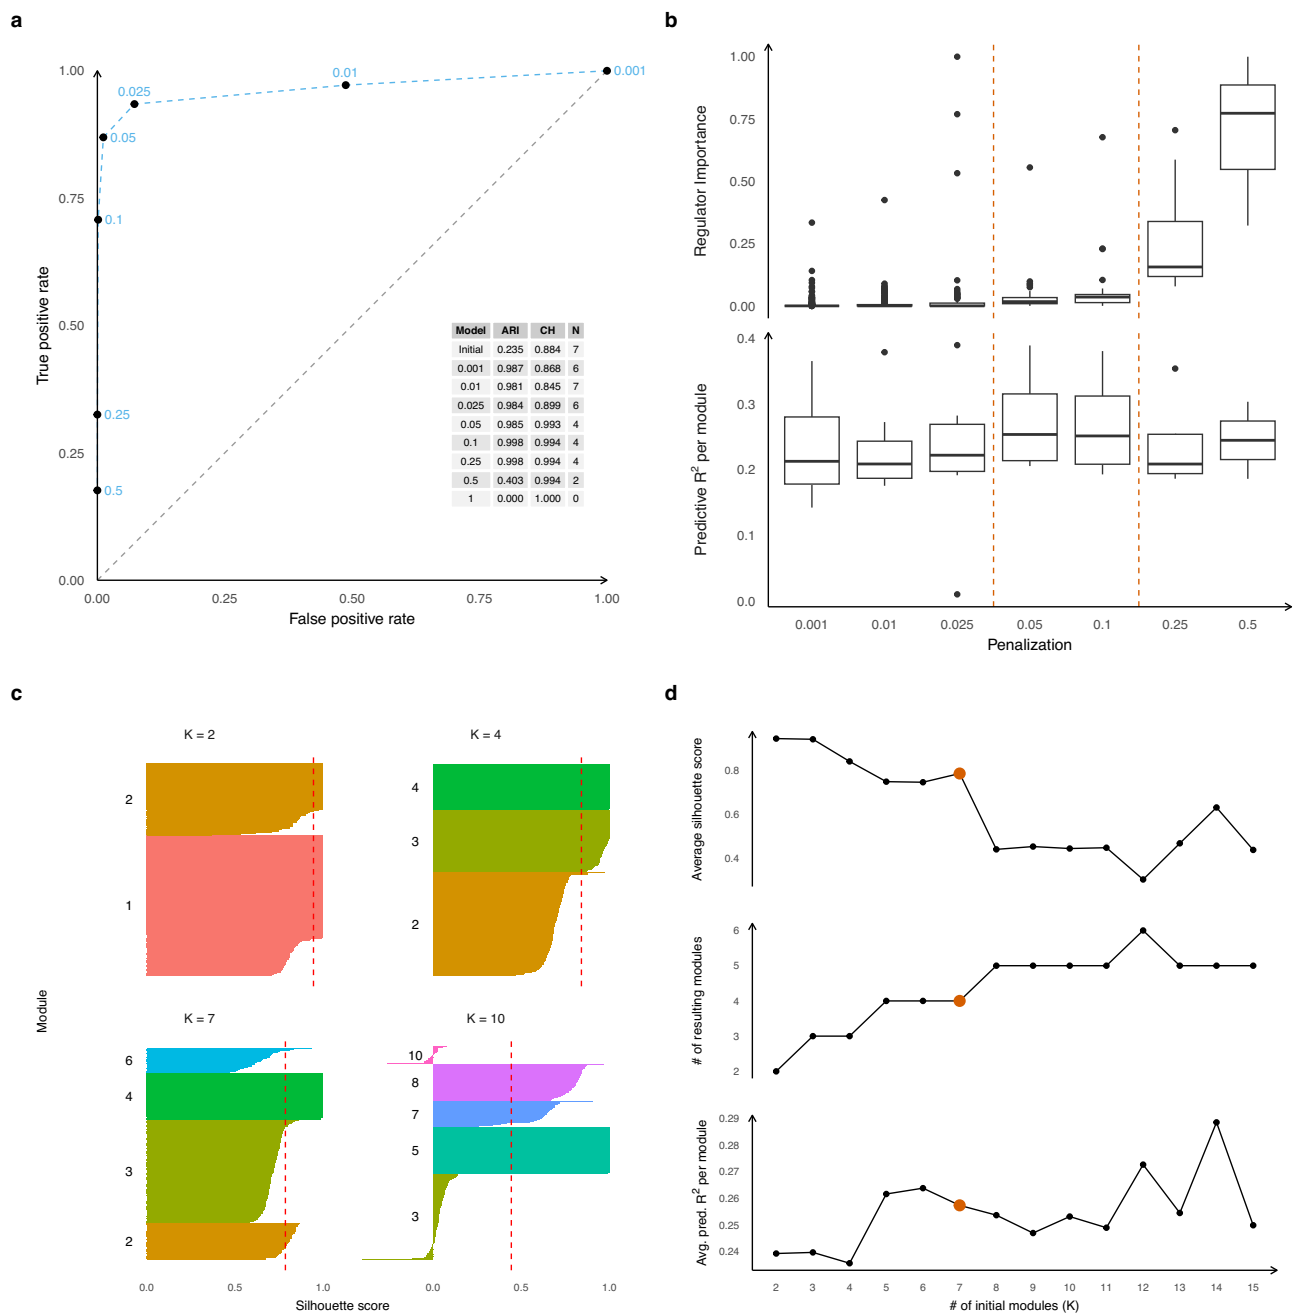 a
1.00
0.75
0.50
0.25
0.00
True positive rate
0.001
0.01
0.025
0.05
0.1
0.25
0.5
Model ARI CH N
Initial 0.235 0.884 7
0.001 0.987 0.868 6
0.01 0.981 0.845 7
0.025 0.984 0.899 6
0.05 0.985 0.993 4
0.1 0.998 0.994 4
0.25 0.998 0.994 4
0.5 0.403 0.994 2
1 0.000 1.000 0
0.00 0.25 0.50 0.75 1.00
False positive rate
b
Regulator Importance
1.00
0.75
0.50
0.25
0.00
Predictive R² per module
0.4
0.3
0.2
0.1
0.0
0.001 0.01 0.025 0.05 0.1 0.25 0.5
Penalization
c
Module
K = 2
2
1
K = 4
4
3
2
K = 7
6
4
3
2
K = 10
10
8
7
5
3
0.0 0.5 1.0 0.0 0.5 1.0
Silhouette score
d
Average silhouette score
0.8
0.6
0.4
# of resulting modules
6
5
4
3
2
Avg. pred. R² per module
0.29
0.28
0.27
0.26
0.25
0.24
2 3 4 5 6 7 8 9 10 11 12 13 14 15
# of initial modules (K)